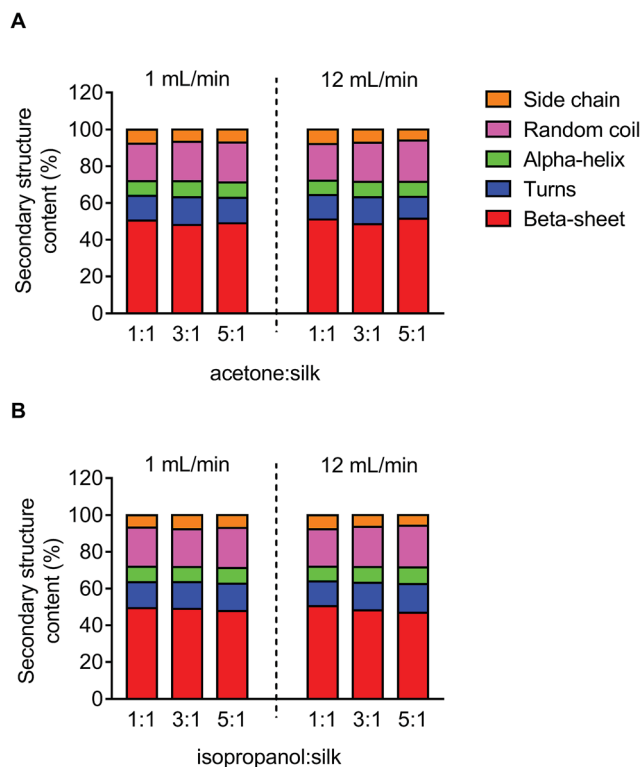 A
1 mL/min
12 mL/min
Secondary structure
content (%)
120
100
80
60
40
20
0
1:1 3:1 5:1 1:1 3:1 5:1
acetone:silk
Side chain
Random coil
Alpha-helix
Turns
Beta-sheet
B
1 mL/min
12 mL/min
Secondary structure
content (%)
120
100
80
60
40
20
0
1:1 3:1 5:1 1:1 3:1 5:1
isopropanol:silk